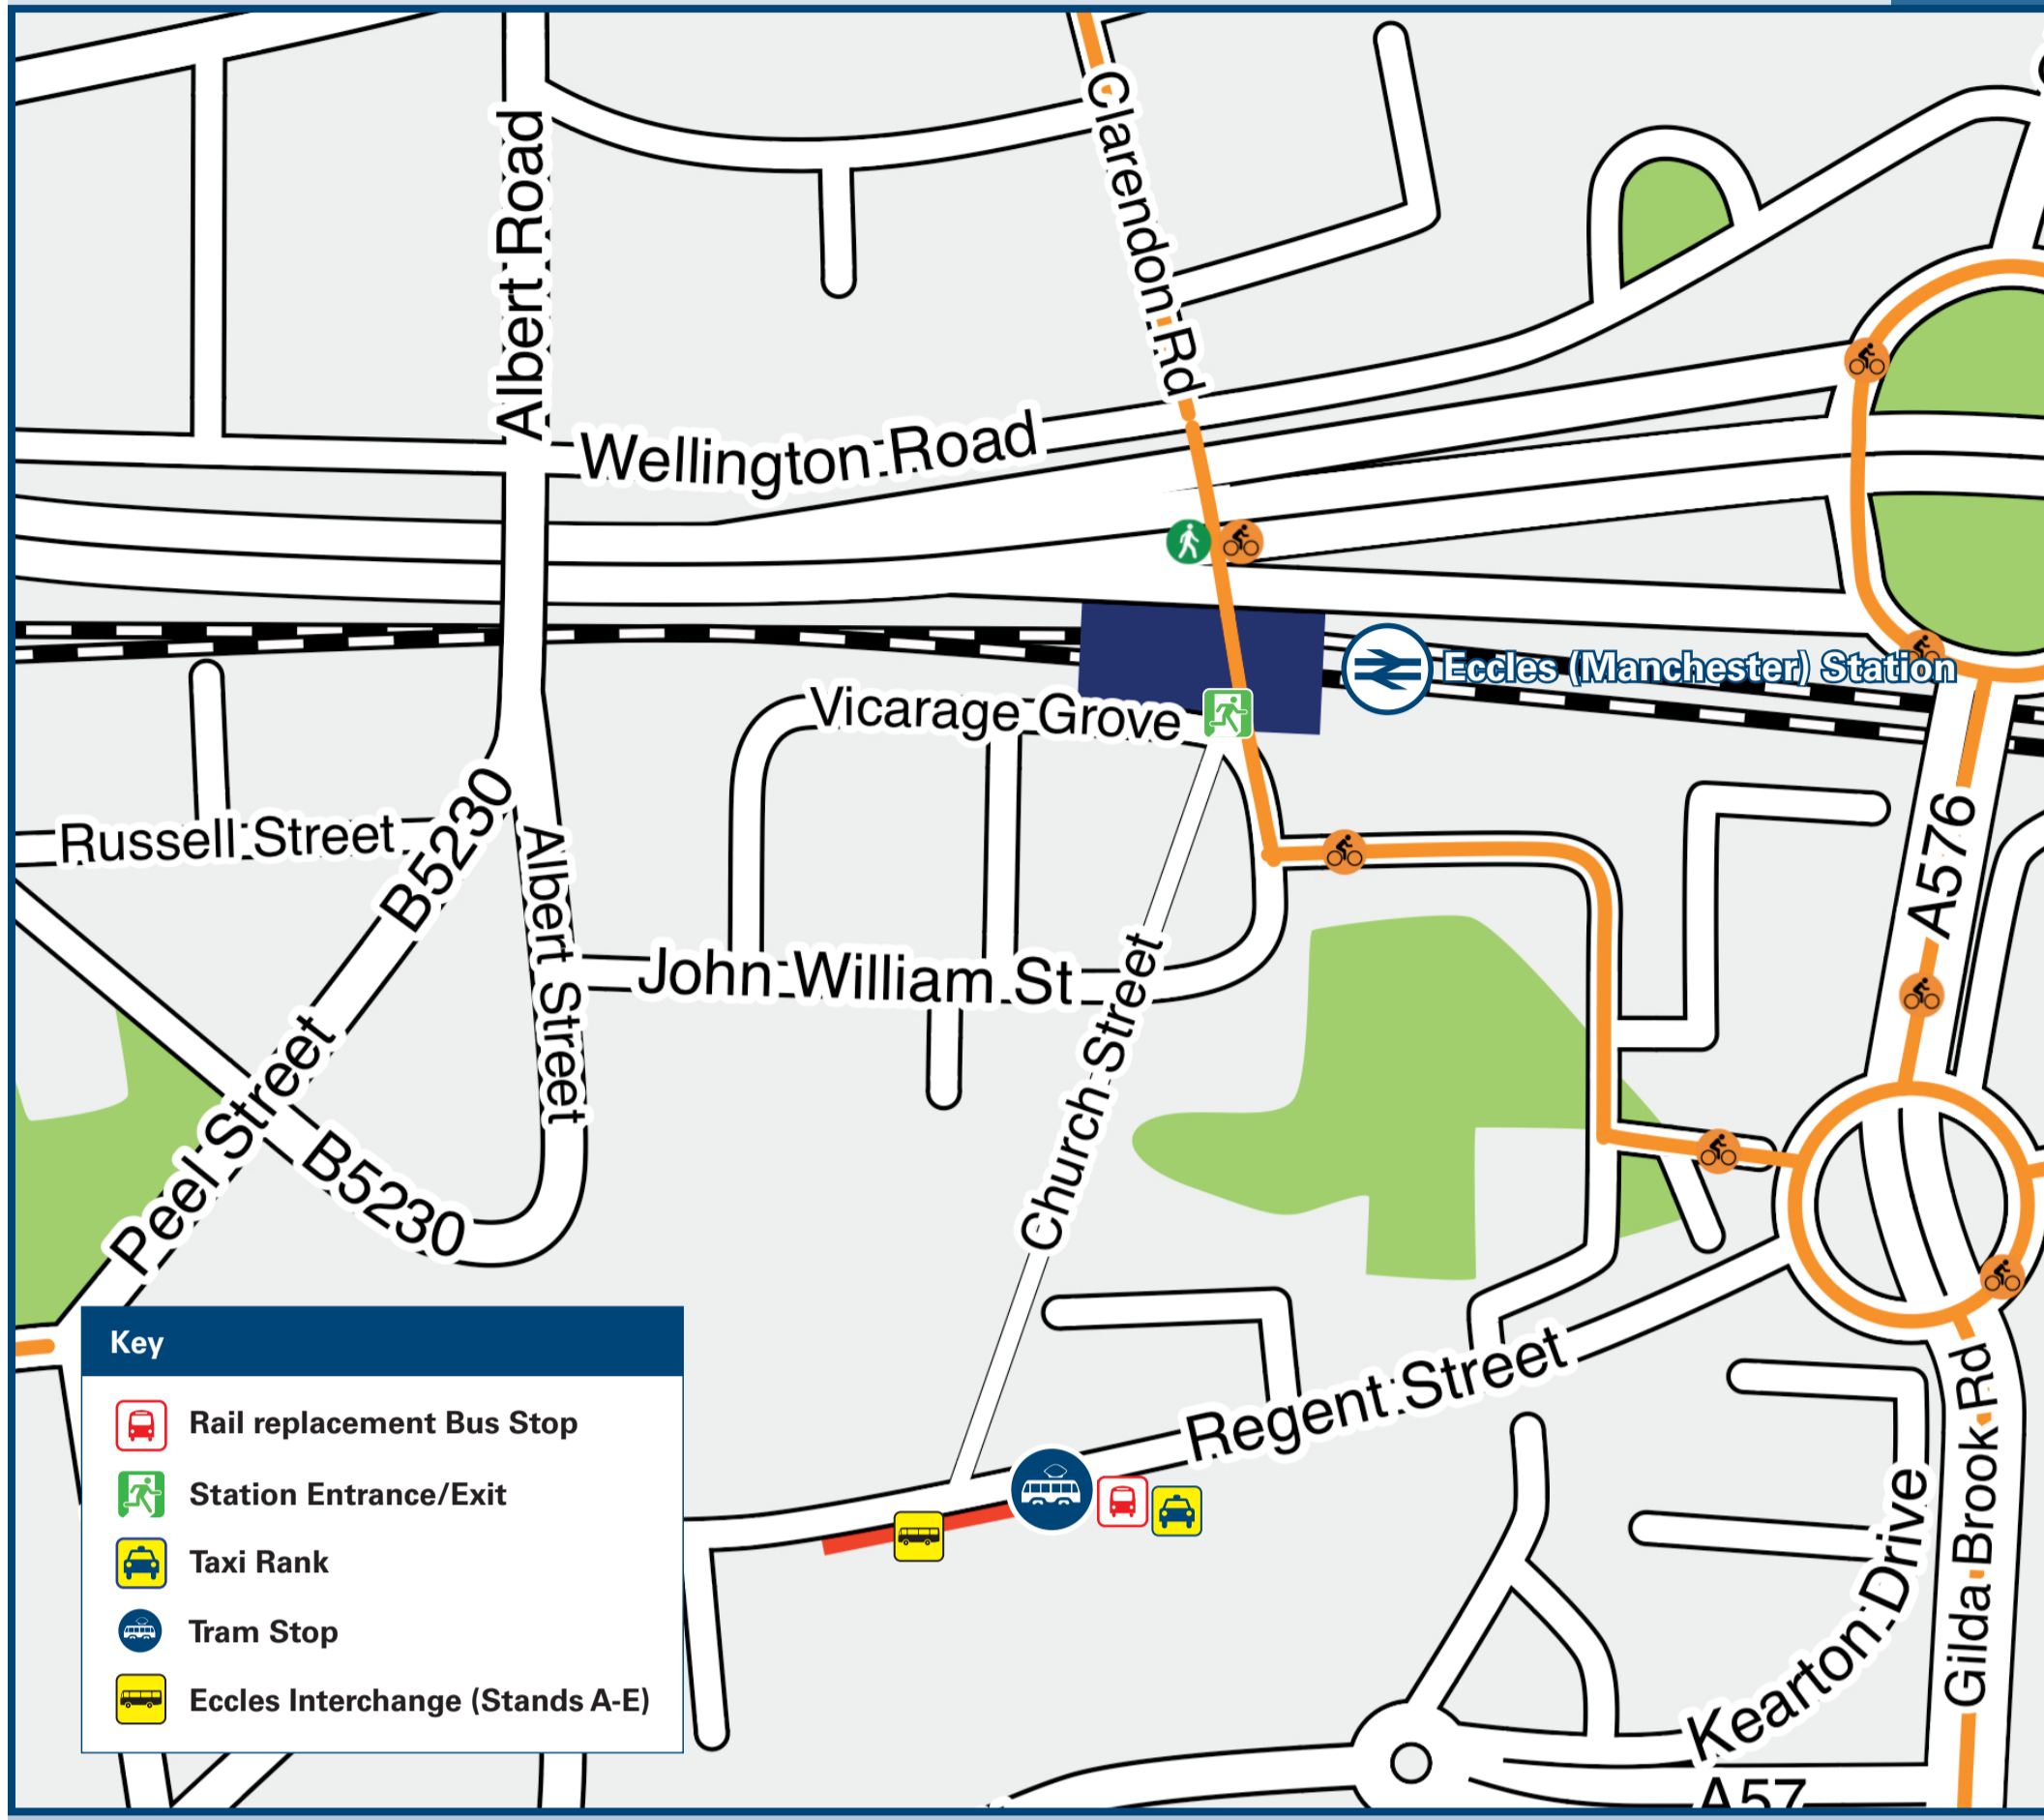 Clarendon Rd
Albert Road
Wellington Road
Eccles (Manchester) Station
Vicarage Grove
Russell Street
B5230
A576
Albert Street
John William St
Church Street
Peel Street
B5230
Regent Street
Gilda Brook Rd
Kearton Drive
A57
Key
Rail replacement Bus Stop
Station Entrance/Exit
Taxi Rank
Tram Stop
Eccles Interchange (Stands A-E)